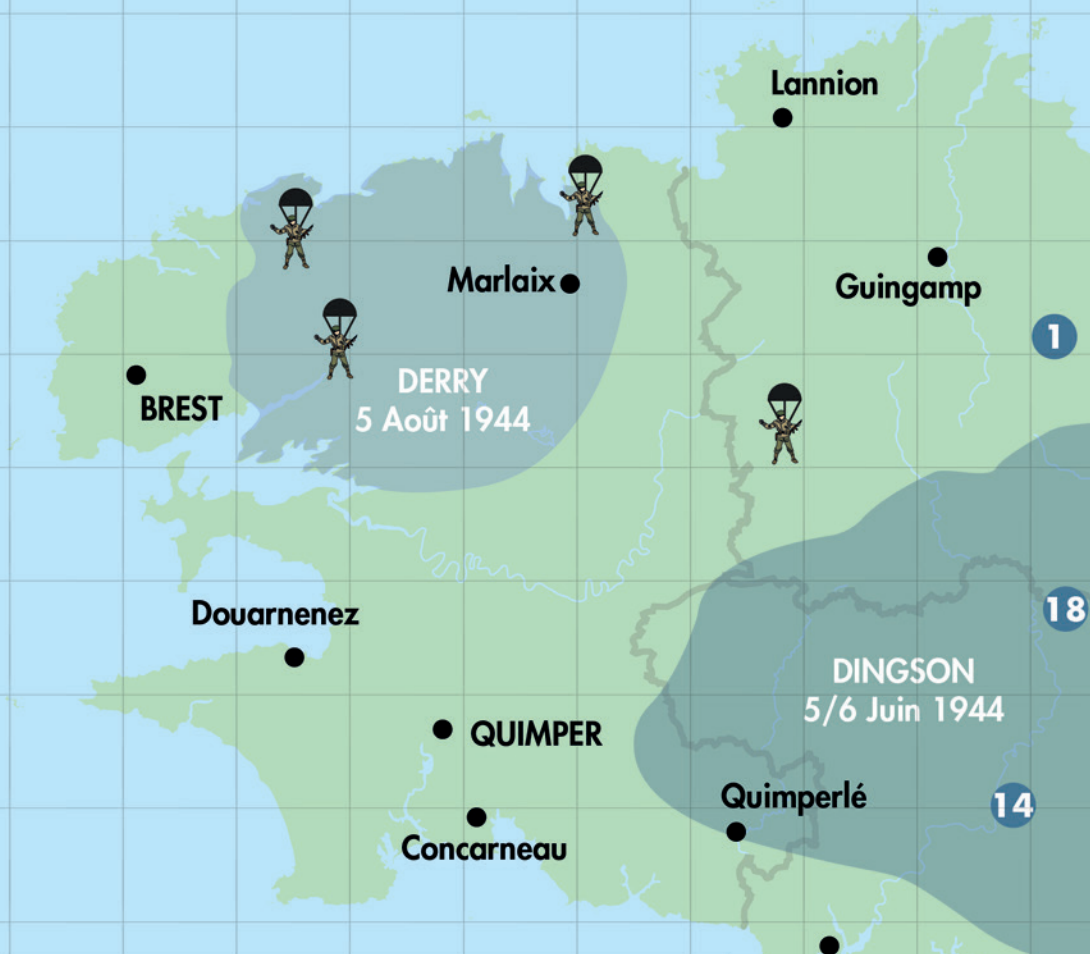 Lannion
Marlaix
Guingamp
1
DERRY
5 Août 1944
BREST
Douarnenez
18
DINGSON
5/6 Juin 1944
QUIMPER
Quimperlé
14
Concarneau